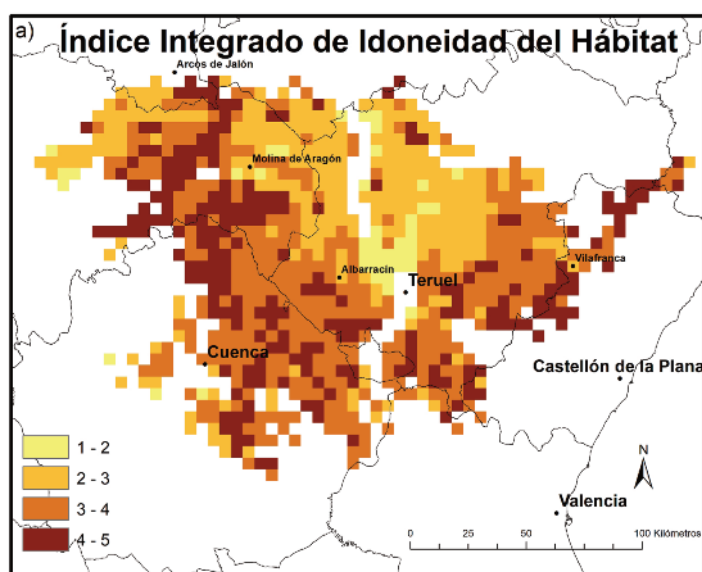 a)
Índice Integrado de Idoneidad del Hábitat
Arcos de Jalón
Molina de Aragón
Albarracín
Vilafranca
Teruel
Cuenca
Castellón de la Plana
1 - 2
2 - 3
3 - 4
4 - 5
N
Valencia
0 25 50 100 Kilómetros